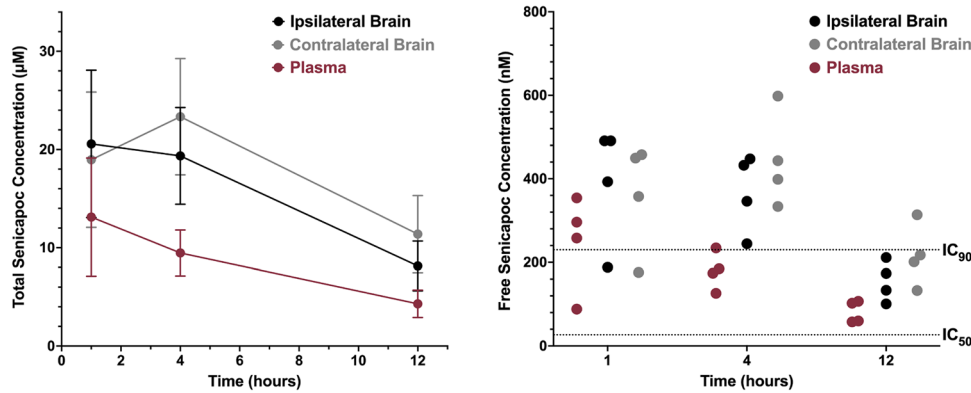 Total Senicapoc Concentration (µM)
30
20
10
0
0 2 4 6 8 10 12
Time (hours)
Ipsilateral Brain
Contralateral Brain
Plasma
Free Senicapoc Concentration (nM)
800
600
400
200
0
1 4 12
Time (hours)
Ipsilateral Brain
Contralateral Brain
Plasma
IC90
IC50